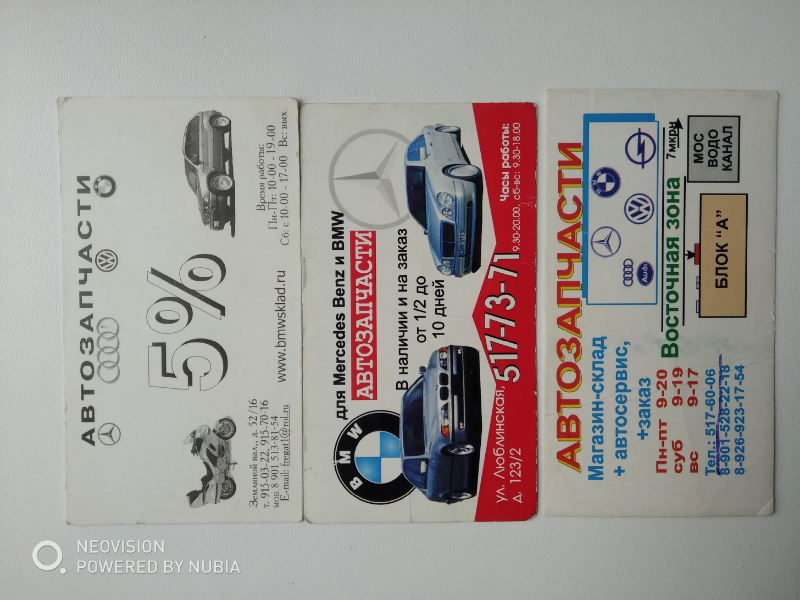 АВТОЗАПЧАСТИ
5%
Время работы:
Пн-Пт: 10-00 - 19-00
Сб: с 10-00 - 17-00 Вс: вых.
www.bmwsklad.ru
Земляной вал., д. 52/16
т. 915-03-22, 915-70-16
моб 8 901 513-81-54
E-mail: fregat1@rol.ru
для Mercedes Benz и BMW
АВТОЗАПЧАСТИ
В наличии и на заказ
от 1/2 до
10 дней
BMW
Часы работы:
9.30-20.00, сб-вс: 9.30-18.00
517-73-71
ул. Люблинская,
д. 123/2
АВТОЗАПЧАСТИ
Audi
Магазин-склад
+ автосервис,
+заказ
Пн-пт 9-20
суб 9-19
вс 9-17
Тел.: 517-60-06
8-901-528-22-18
8-926-923-17-54
Восточная зона
7мкрн
МОС
ВОДО
КАНАЛ
БЛОК "А"
NEOVISION
POWERED BY NUBIA